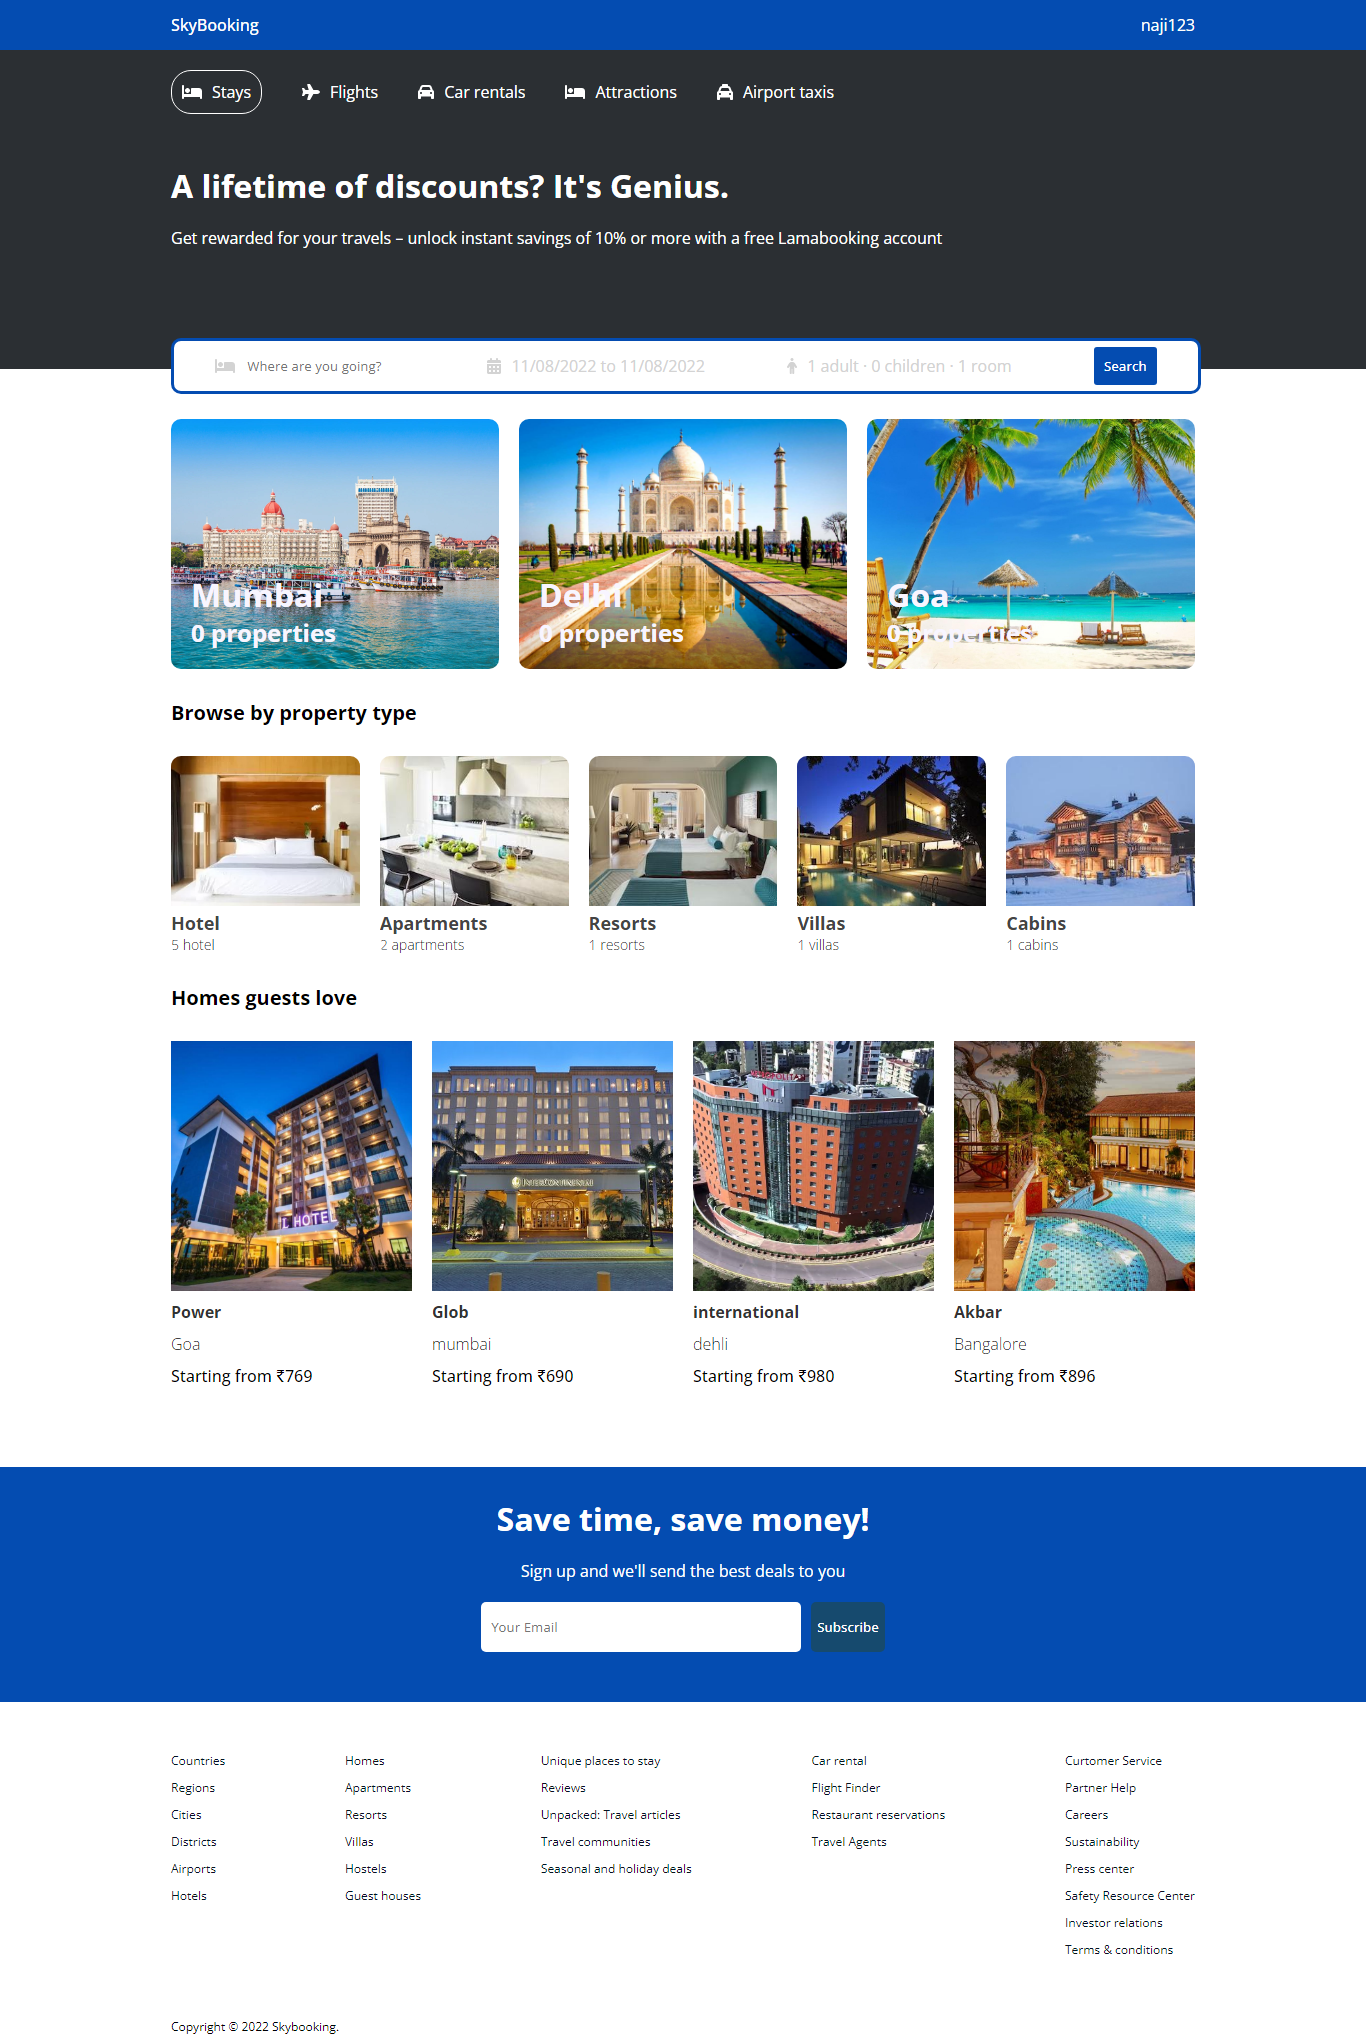 SkyBooking
naji123
Stays
Flights
Car rentals
Attractions
Airport taxis
A lifetime of discounts? It's Genius.
Get rewarded for your travels – unlock instant savings of 10% or more with a free Lamabooking account
Where are you going?
11/08/2022 to 11/08/2022
1 adult · 0 children · 1 room
Search
Mumbai
0 properties
Delhi
0 properties
Goa
0 properties
Browse by property type
Hotel
5 hotel
Apartments
2 apartments
Resorts
1 resorts
Villas
1 villas
Cabins
1 cabins
Homes guests love
HOTEL
INTERCONTINENTAL
Power
Goa
Starting from ₹769
Glob
mumbai
Starting from ₹690
international
dehli
Starting from ₹980
Akbar
Bangalore
Starting from ₹896
Save time, save money!
Sign up and we'll send the best deals to you
Your Email
Subscribe
Countries
Regions
Cities
Districts
Airports
Hotels
Homes
Apartments
Resorts
Villas
Hostels
Guest houses
Unique places to stay
Reviews
Unpacked: Travel articles
Travel communities
Seasonal and holiday deals
Car rental
Flight Finder
Restaurant reservations
Travel Agents
Curtomer Service
Partner Help
Careers
Sustainability
Press center
Safety Resource Center
Investor relations
Terms & conditions
Copyright © 2022 Skybooking.